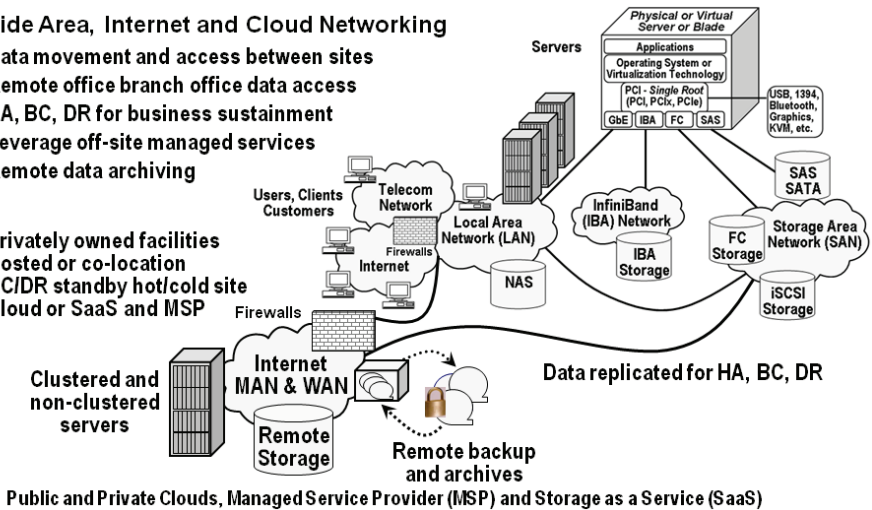 ide Area, Internet and Cloud Networking
ata movement and access between sites
emote office branch office data access
A, BC, DR for business sustainment
everage off-site managed services
emote data archiving
rivately owned facilities
osted or co-location
C/DR standby hot/cold site
loud or SaaS and MSP
Physical or Virtual
Server or Blade
Servers
Applications
Operating System or
Virtualization Technology
PCI - Single Root
(PCI, PCIx, PCIe)
GbE IBA FC SAS
USB, 1394,
Bluetooth,
Graphics,
KVM, etc.
SAS
SATA
Users, Clients
Customers
Telecom
Network
Firewalls
Internet
Local Area
Network (LAN)
NAS
InfiniBand
(IBA) Network
IBA
Storage
Storage Area
Network (SAN)
FC
Storage
iSCSI
Storage
Firewalls
Internet
MAN & WAN
Clustered and
non-clustered
servers
Remote
Storage
Data replicated for HA, BC, DR
Remote backup
and archives
Public and Private Clouds, Managed Service Provider (MSP) and Storage as a Service (SaaS)